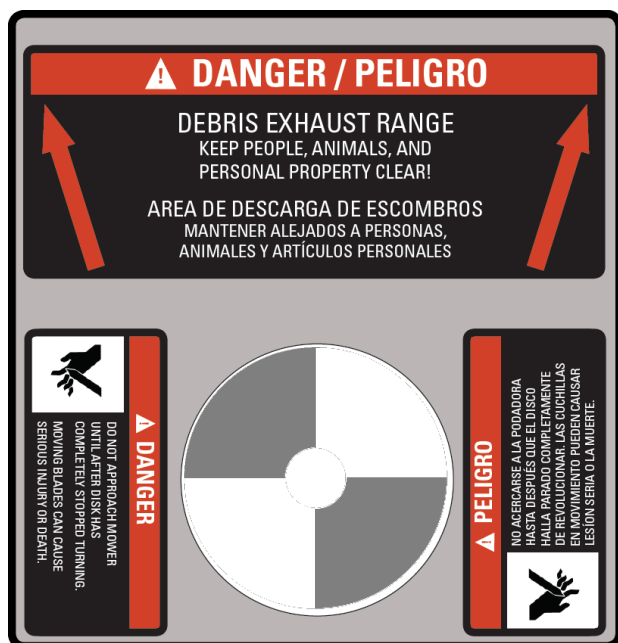 DANGER / PELIGRO
DEBRIS EXHAUST RANGE
KEEP PEOPLE, ANIMALS, AND
PERSONAL PROPERTY CLEAR!
AREA DE DESCARGA DE ESCOMBROS
MANTENER ALEJADOS A PERSONAS,
ANIMALES Y ARTÍCULOS PERSONALES
DANGER
DO NOT APPROACH MOWER
UNTIL AFTER DISK HAS
COMPLETELY STOPPED TURNING.
MOVING BLADES CAN CAUSE
SERIOUS INJURY OR DEATH.
PELIGRO
NO ACERCARSE A LA PODADORA
HASTA DESPUÉS QUE EL DISCO
HALLA PARADO COMPLETAMENTE
DE REVOLUCIONAR. LAS CUCHILLAS
EN MOVIMIENTO PUEDEN CAUSAR
LESÍON SERIA O LA MUERTE.